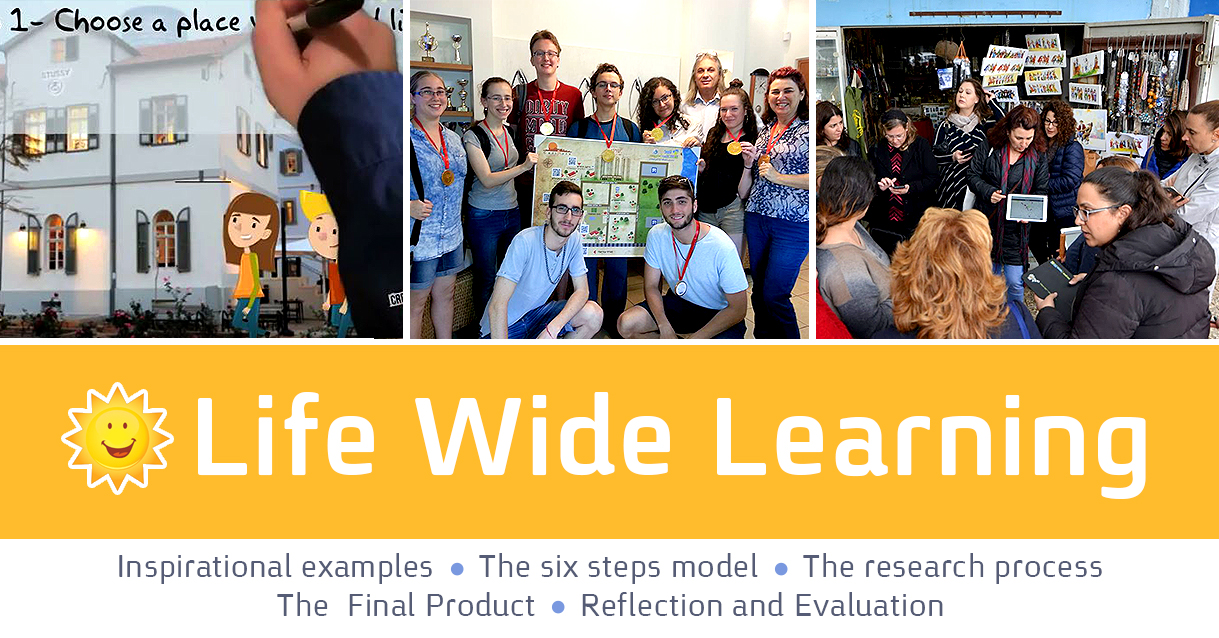 1- Choose a place
STUSSY
Life Wide Learning
Inspirational examples • The six steps model • The research process
The Final Product • Reflection and Evaluation